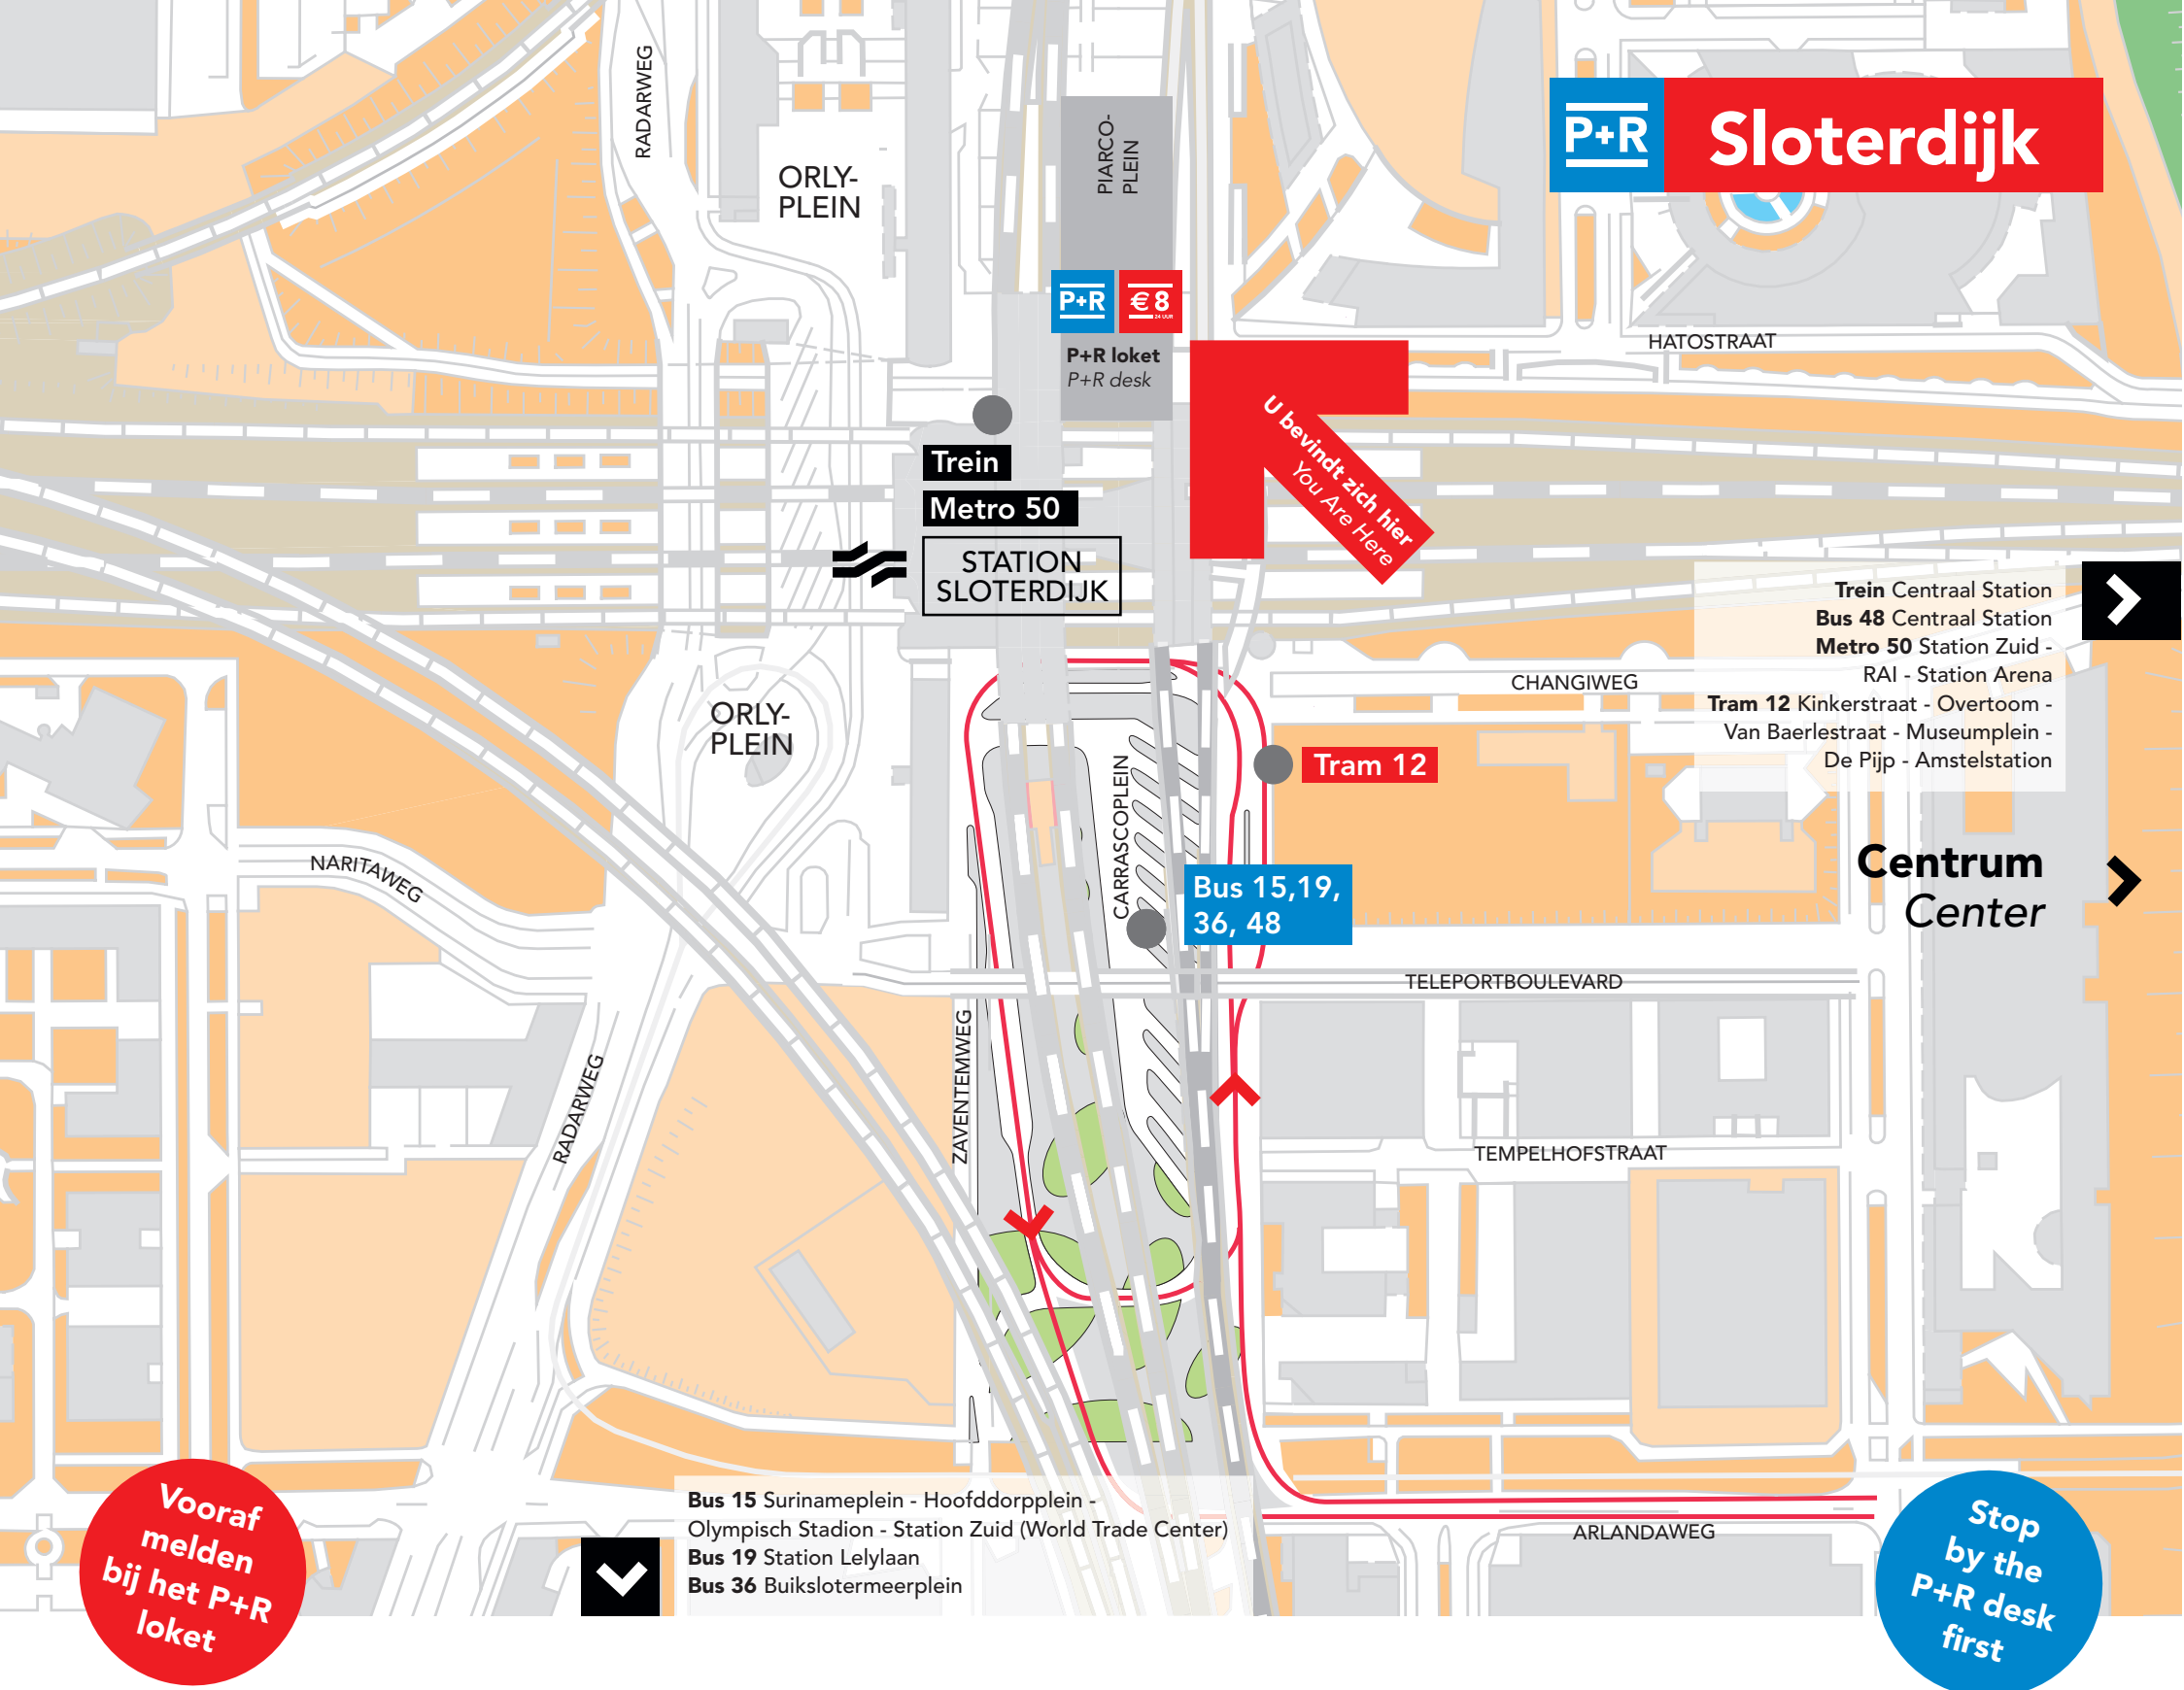 P+R Sloterdijk
RADARWEG
ORLY-
PLEIN
PIARCO-
PLEIN
P+R €8
24 UUR
P+R loket
P+R desk
HATOSTRAAT
U bevindt zich hier
You Are Here
Trein
Metro 50
STATION
SLOTERDIJK
Trein Centraal Station
Bus 48 Centraal Station
Metro 50 Station Zuid -
RAI - Station Arena
Tram 12 Kinkerstraat - Overtoom -
Van Baerlestraat - Museumplein -
De Pijp - Amstelstation
CHANGIWEG
ORLY-
PLEIN
CARRASCOPLEIN
Tram 12
Bus 15,19,
36, 48
Centrum
Center
NARITAWEG
TELEPORTBOULEVARD
ZAVENTEMWEG
RADARWEG
TEMPELHOFSTRAAT
Bus 15 Surinameplein - Hoofddorpplein -
Olympisch Stadion - Station Zuid (World Trade Center)
Bus 19 Station Lelylaan
Bus 36 Buikslotermeerplein
ARLANDAWEG
Vooraf
melden
bij het P+R
loket
Stop
by the
P+R desk
first